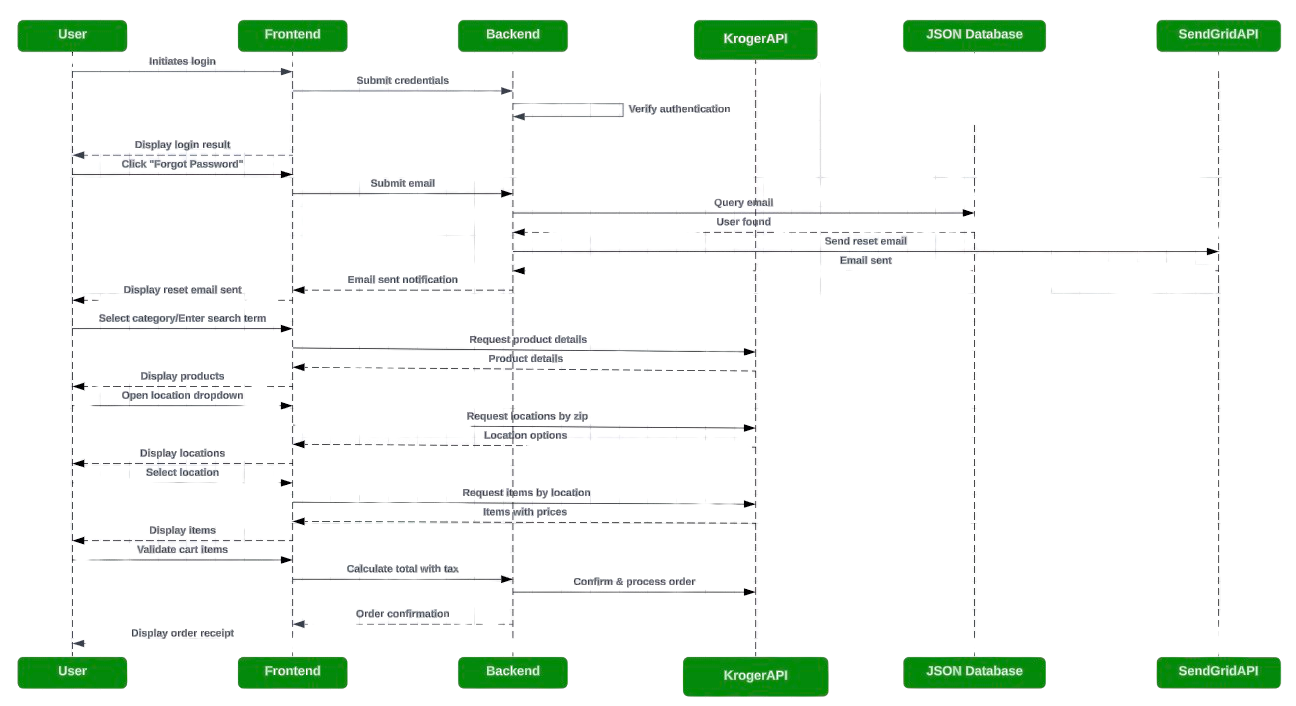 User
Frontend
Backend
KrogerAPI
JSON Database
SendGridAPI
Initiates login
Submit credentials
Verify authentication
Display login result
Click "Forgot Password"
Submit email
Query email
User found
Send reset email
Email sent
Email sent notification
Display reset email sent
Select category/Enter search term
Request product details
Product details
Display products
Open location dropdown
Request locations by zip
Location options
Display locations
Select location
Request items by location
Items with prices
Display items
Validate cart items
Calculate total with tax
Confirm & process order
Order confirmation
Display order receipt
User
Frontend
Backend
KrogerAPI
JSON Database
SendGridAPI